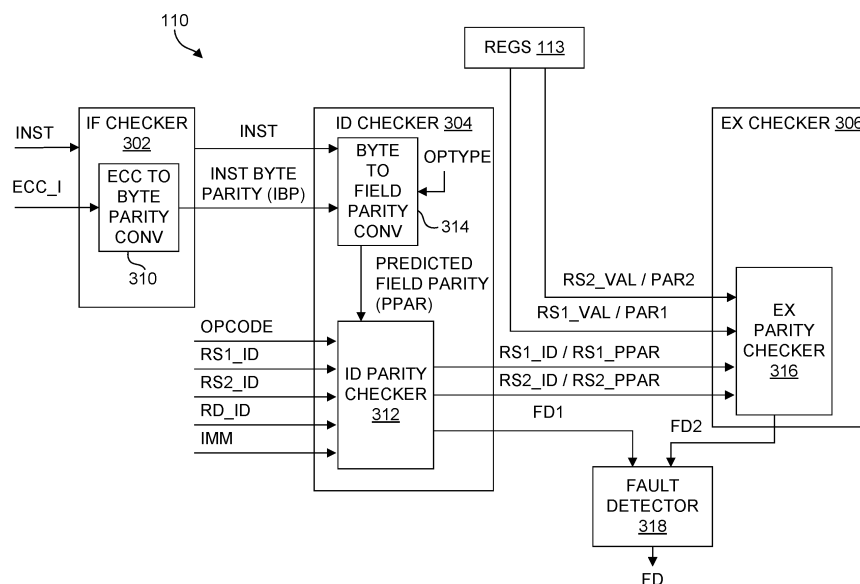 110
REGS 113
IF CHECKER
302
INST
ECC_I
ECC TO
BYTE
PARITY
CONV
310
INST
INST BYTE
PARITY (IBP)
ID CHECKER 304
BYTE
TO
FIELD
PARITY
CONV
OPTYPE
314
PREDICTED
FIELD PARITY
(PPAR)
OPCODE
RS1_ID
RS2_ID
RD_ID
IMM
ID PARITY
CHECKER
312
EX CHECKER 306
RS2_VAL / PAR2
RS1_VAL / PAR1
RS1_ID / RS1_PPAR
RS2_ID / RS2_PPAR
EX
PARITY
CHECKER
316
FD1
FD2
FAULT
DETECTOR
318
FD